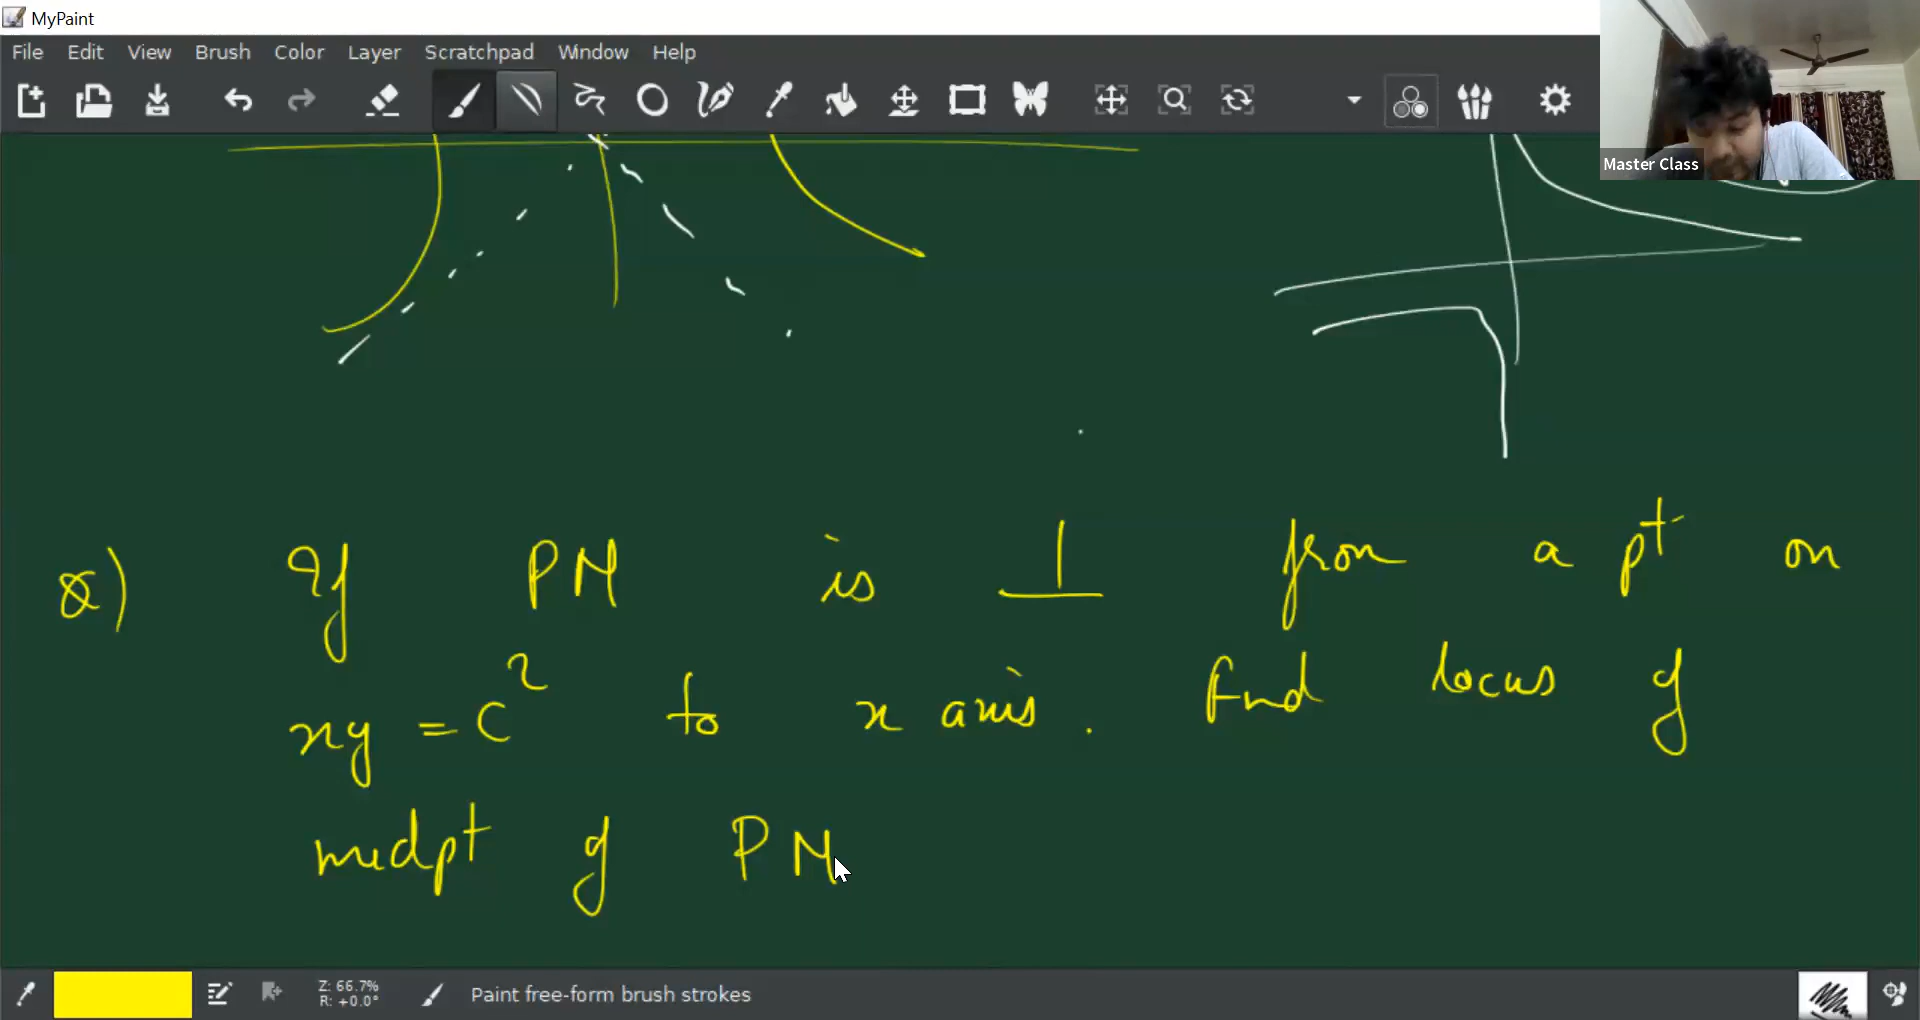 MyPaint
File Edit View Brush Color Layer Scratchpad Window Help
Master Class
Q) If PN is ⊥ from a pt on
xy = c² to x axis. Find locus of
midpt of PN
Z: 66.7%
R: +0.0°
Paint free-form brush strokes